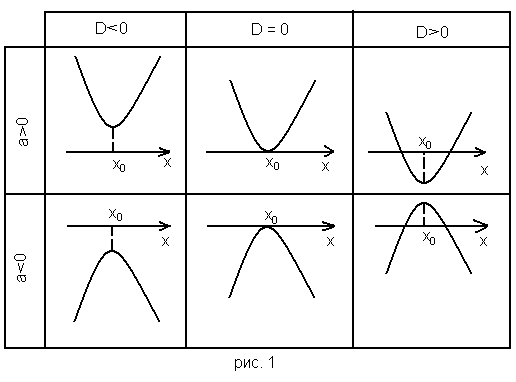 D<0
D = 0
D>0
a>0
x₀
x
x₀
x
x₀
x
a<0
x₀
x
x₀
x
x₀
x
рис. 1